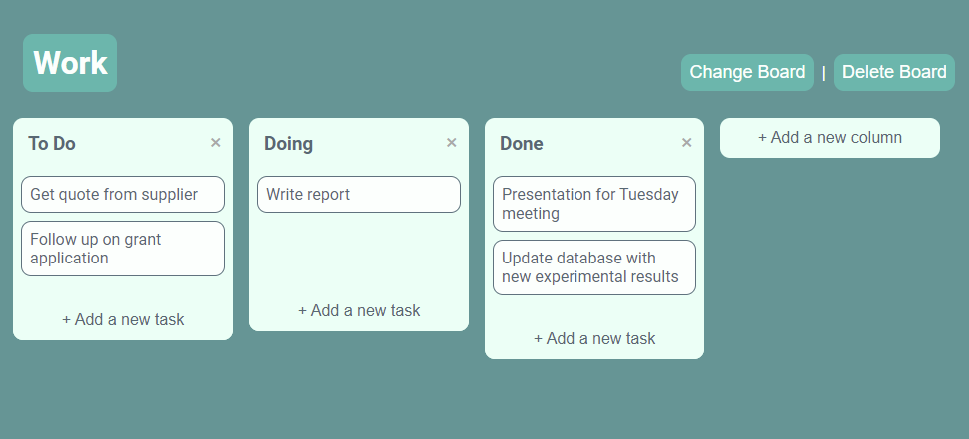 Work
Change Board | Delete Board
To Do ×
Get quote from supplier
Follow up on grant
application
+ Add a new task
Doing ×
Write report
+ Add a new task
Done ×
Presentation for Tuesday
meeting
Update database with
new experimental results
+ Add a new task
+ Add a new column